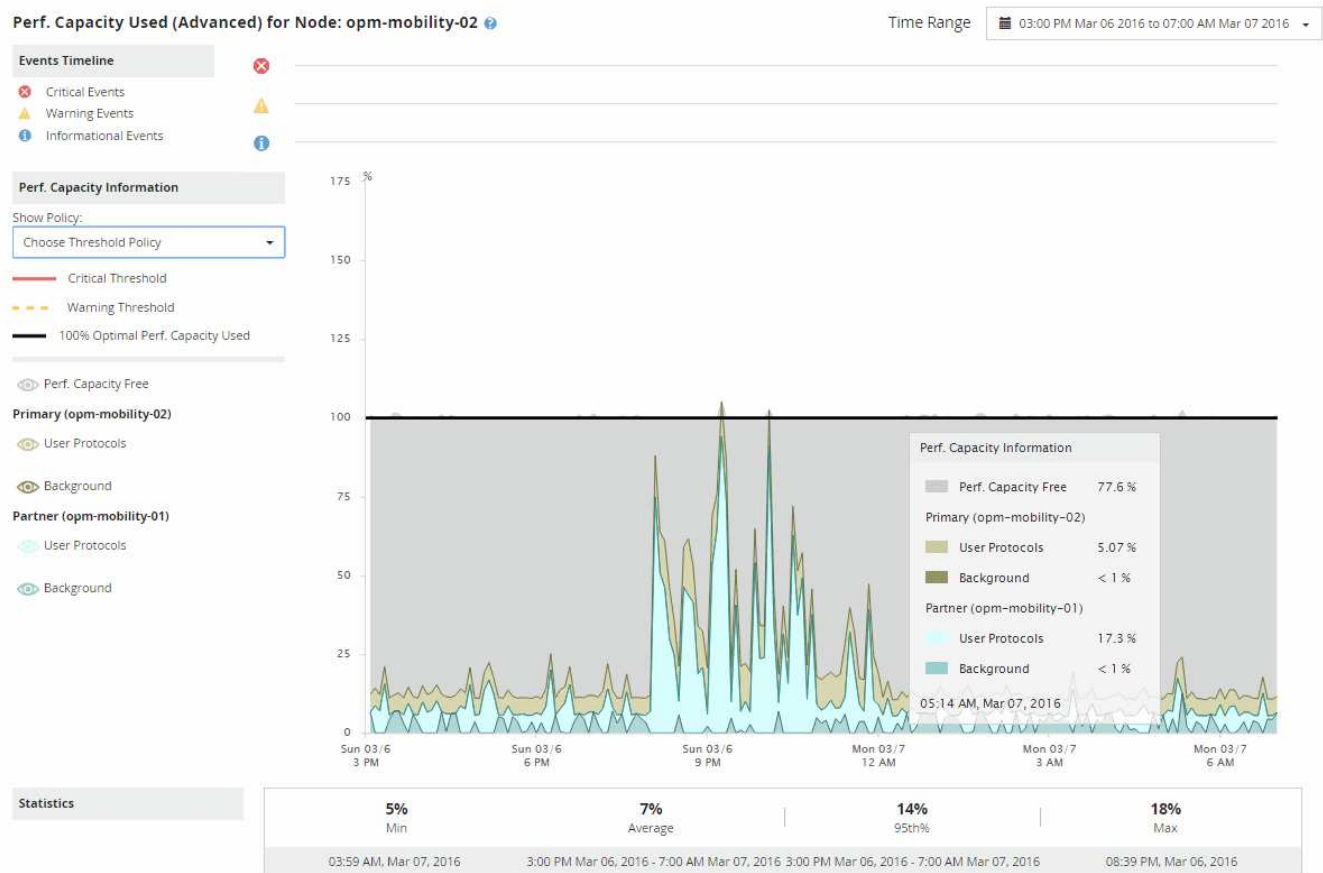 Perf. Capacity Used (Advanced) for Node: opm-mobility-02
Time Range
03:00 PM Mar 06 2016 to 07:00 AM Mar 07 2016
Events Timeline
Critical Events
Warning Events
Informational Events
Perf. Capacity Information
Show Policy:
Choose Threshold Policy
Critical Threshold
Warning Threshold
100% Optimal Perf. Capacity Used
Perf. Capacity Free
Primary (opm-mobility-02)
User Protocols
Background
Partner (opm-mobility-01)
User Protocols
Background
%
175
150
125
100
75
50
25
0
Sun 03/6 Sun 03/6 Sun 03/6 Mon 03/7 Mon 03/7 Mon 03/7
3 PM 6 PM 9 PM 12 AM 3 AM 6 AM
Perf. Capacity Information
Perf. Capacity Free 77.6 %
Primary (opm-mobility-02)
User Protocols 5.07 %
Background < 1 %
Partner (opm-mobility-01)
User Protocols 17.3 %
Background < 1 %
05:14 AM, Mar 07, 2016
Statistics
5% 7% 14% 18%
Min Average 95th% Max
03:59 AM, Mar 07, 2016 3:00 PM Mar 06, 2016 - 7:00 AM Mar 07, 2016 3:00 PM Mar 06, 2016 - 7:00 AM Mar 07, 2016 08:39 PM, Mar 06, 2016